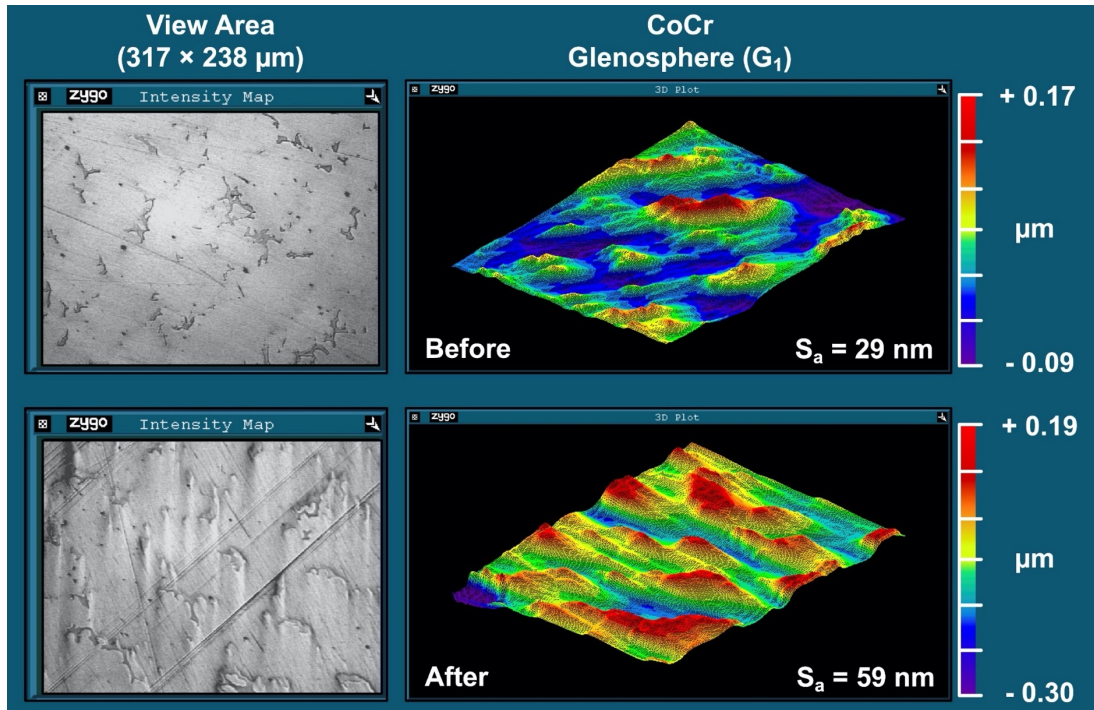 View Area
(317 × 238 µm)
CoCr
Glenosphere (G₁)
zygo Intensity Map
zygo 3D Plot
Before
Sₐ = 29 nm
+ 0.17
µm
- 0.09
zygo Intensity Map
zygo 3D Plot
After
Sₐ = 59 nm
+ 0.19
µm
- 0.30